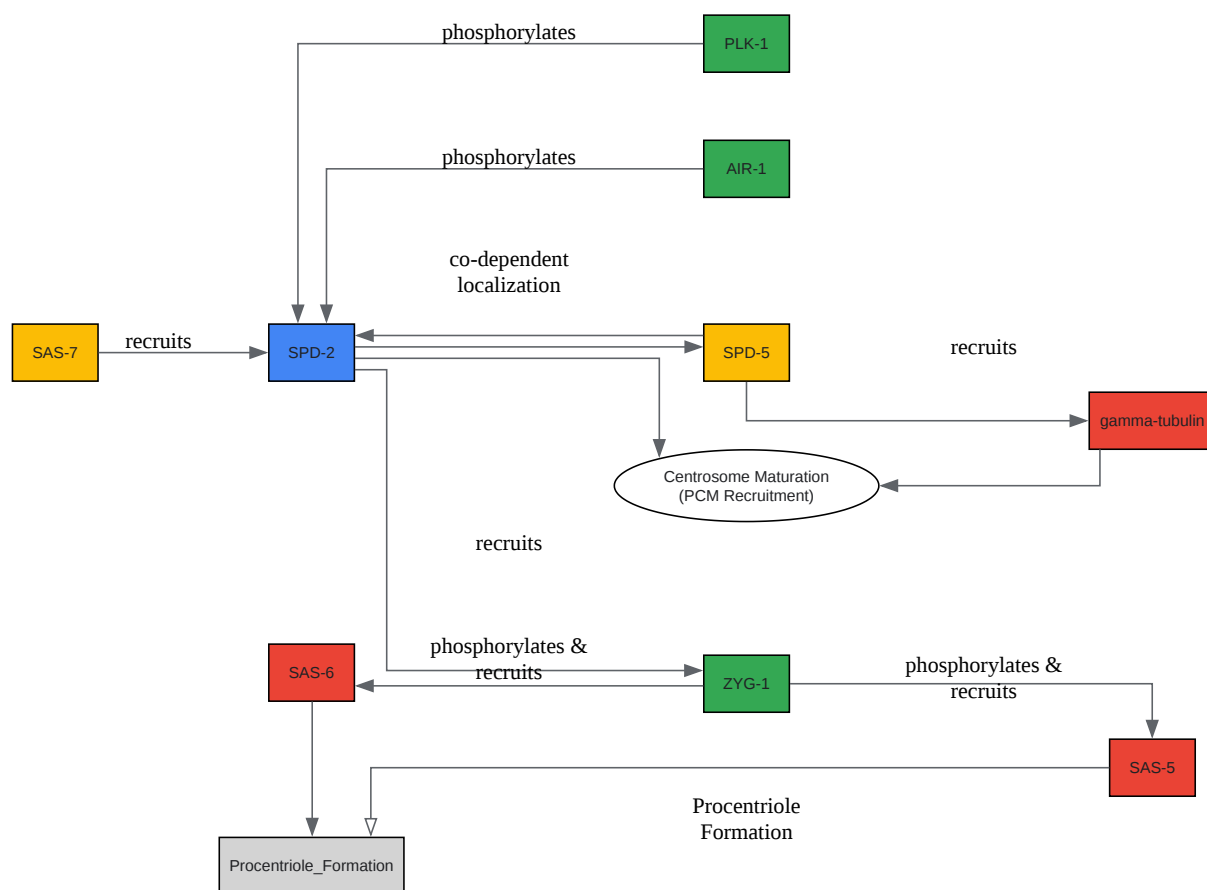 phosphorylates
PLK-1
phosphorylates
AIR-1
co-dependent
localization
SAS-7
recruits
SPD-2
SPD-5
recruits
gamma-tubulin
Centrosome Maturation
(PCM Recruitment)
recruits
SAS-6
phosphorylates &
recruits
ZYG-1
phosphorylates &
recruits
SAS-5
Procentriole
Formation
Procentriole_Formation